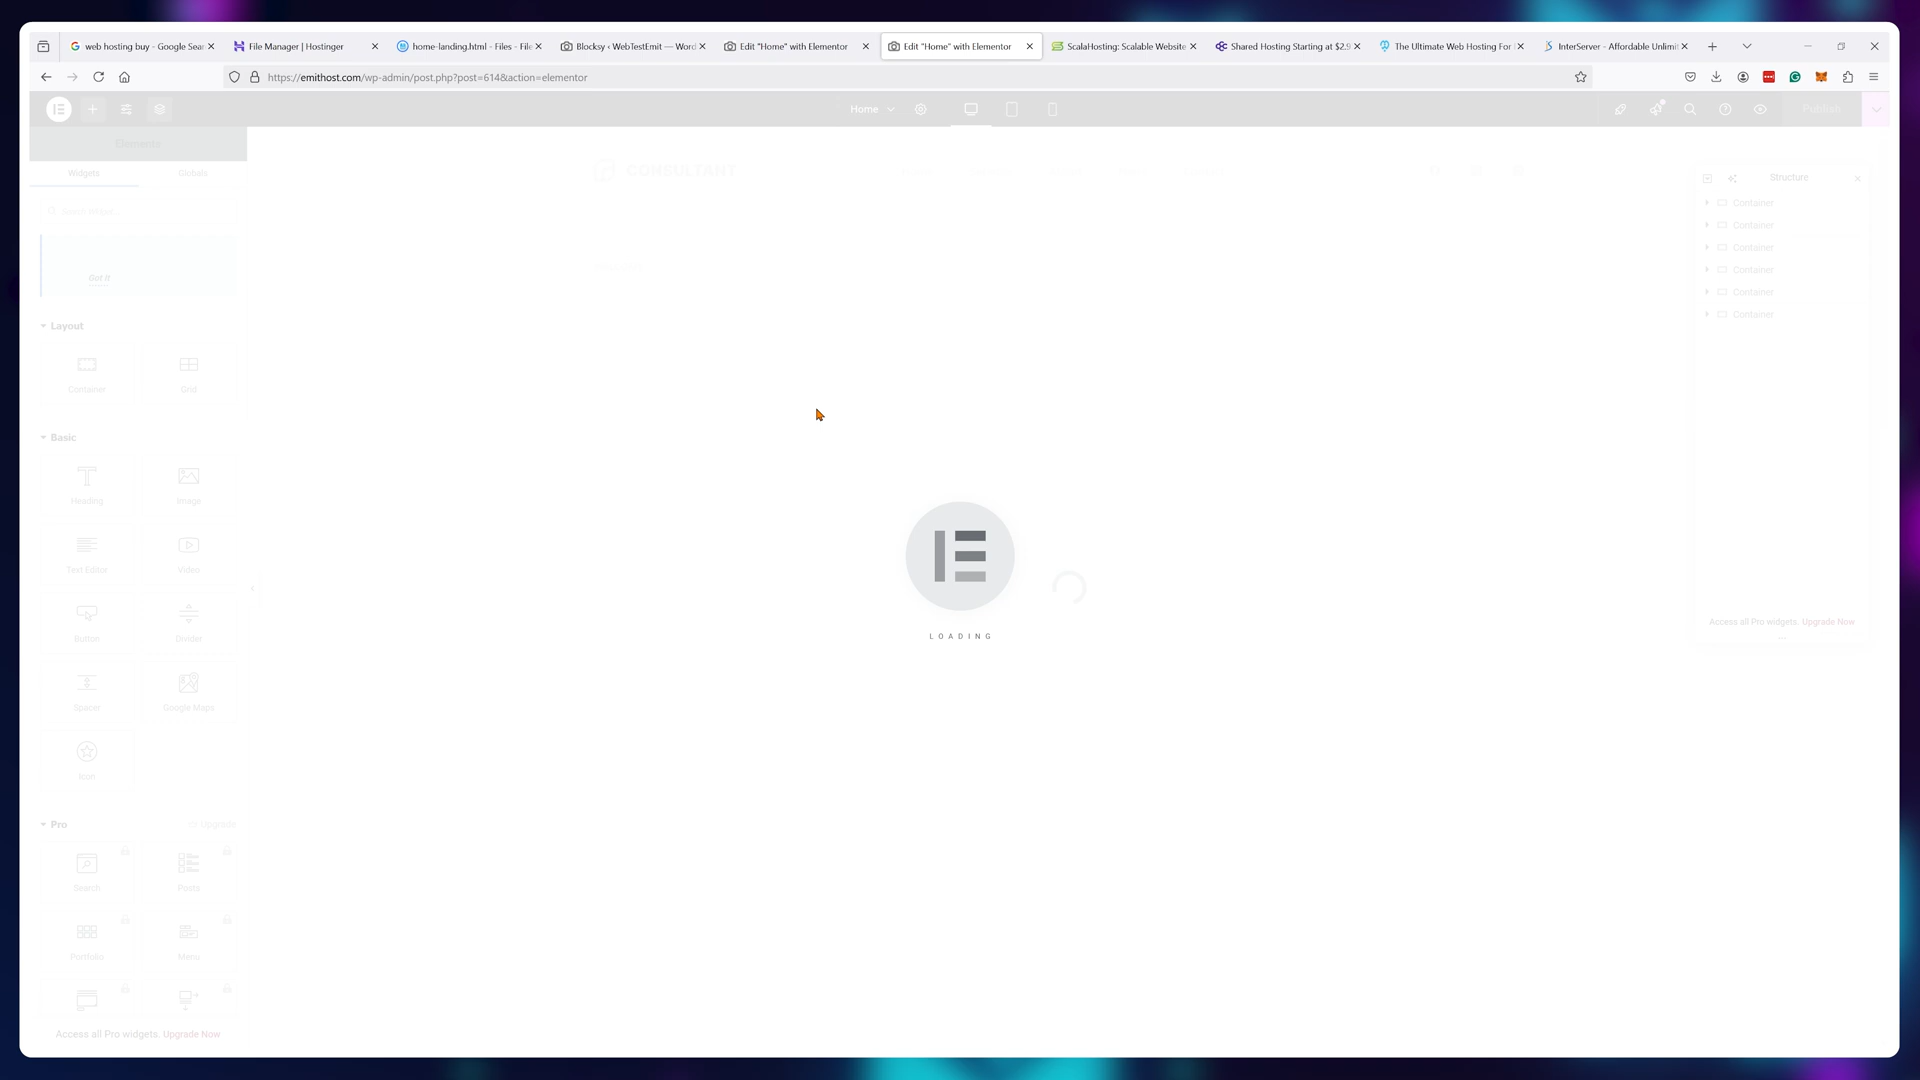 web hosting buy - Google Sear
File Manager | Hostinger
home-landing.html - Files - File
Blocksy ‹ WebTestEmit — Word
Edit "Home" with Elementor
Edit "Home" with Elementor
ScalaHosting: Scalable Website
Shared Hosting Starting at $2.9
The Ultimate Web Hosting For
InterServer - Affordable Unlimit
https://emithost.com/wp-admin/post.php?post=614&action=elementor
Home
Publish
Elements
Widgets
Globals
CONSULTANT
Structure
Search Widget...
Container
Container
Container
Container
Container
Container
Got it
Layout
Container
Grid
Basic
Heading
Image
Text Editor
Video
Button
Divider
LOADING
Access all Pro widgets. Upgrade Now
Spacer
Google Maps
Icon
Pro
Upgrade
Search
Posts
Portfolio
Menu
Access all Pro widgets. Upgrade Now